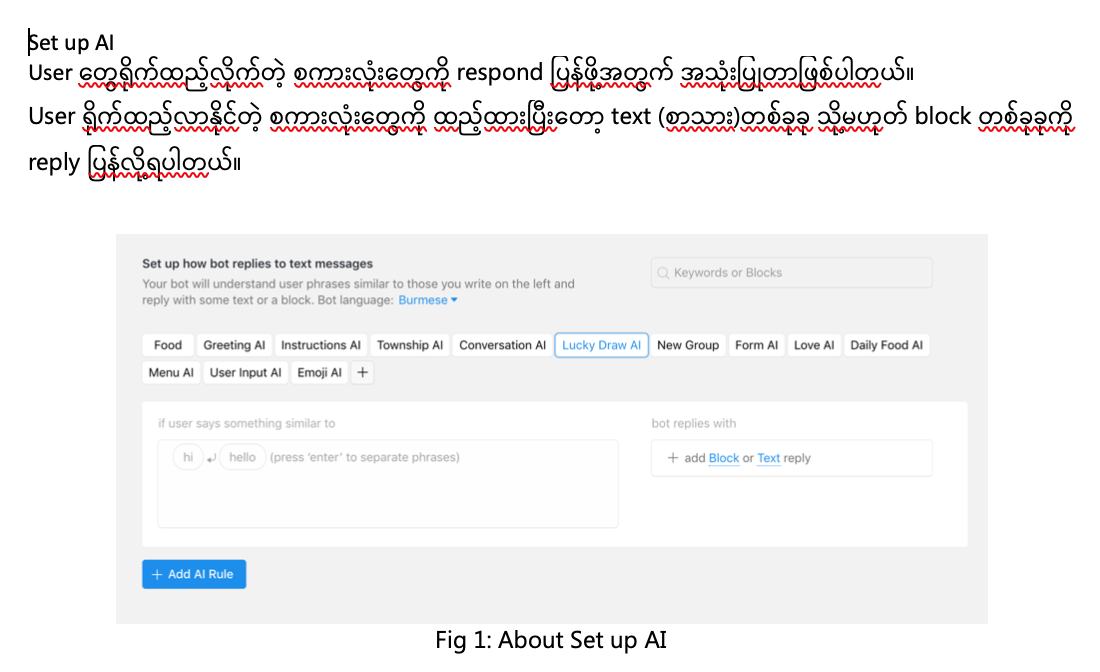 Set up AI
User တွေရိုက်ထည့်လိုက်တဲ့ စကားလုံးတွေကို respond ပြန်ဖို့အတွက် အသုံးပြုတာဖြစ်ပါတယ်။
User ရိုက်ထည့်လာနိုင်တဲ့ စကားလုံးတွေကို ထည့်ထားပြီးတော့ text (စာသား)တစ်ခုခု သို့မဟုတ် block တစ်ခုခုကို
reply ပြန်လို့ရပါတယ်။
Set up how bot replies to text messages
Your bot will understand user phrases similar to those you write on the left and
reply with some text or a block. Bot language: Burmese
Keywords or Blocks
Food Greeting AI Instructions AI Township AI Conversation AI Lucky Draw AI New Group Form AI Love AI Daily Food AI
Menu AI User Input AI Emoji AI +
if user says something similar to
hi hello (press ‘enter’ to separate phrases)
bot replies with
+ add Block or Text reply
+ Add AI Rule
Fig 1: About Set up AI